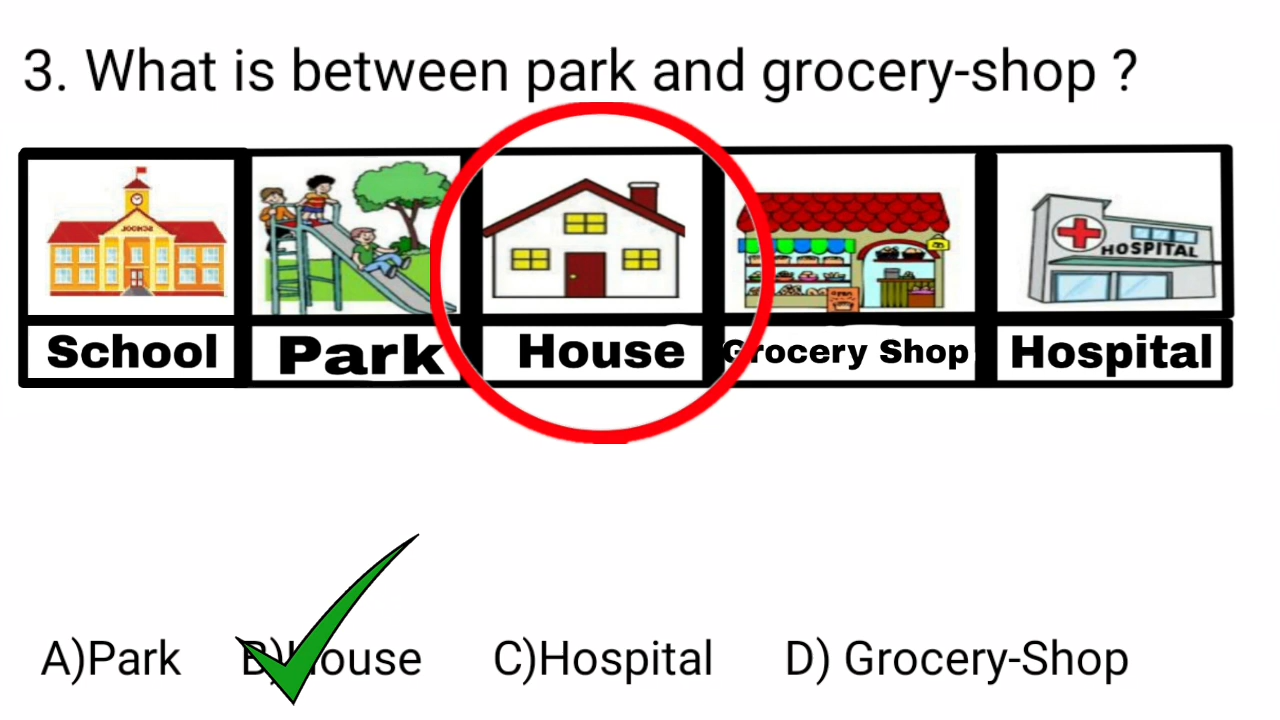 3. What is between park and grocery-shop ?
HOSPITAL
School Park House Grocery Shop Hospital
A)Park B)House C)Hospital D) Grocery-Shop